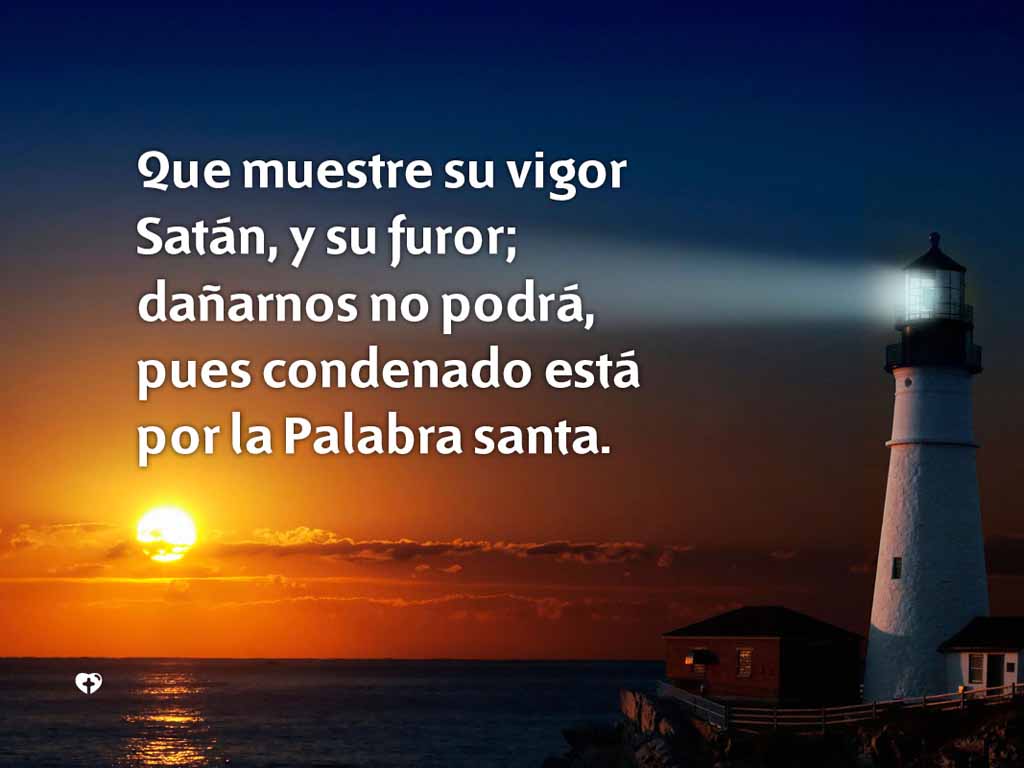 Que muestre su vigor
Satán, y su furor;
dañarnos no podrá,
pues condenado está
por la Palabra santa.